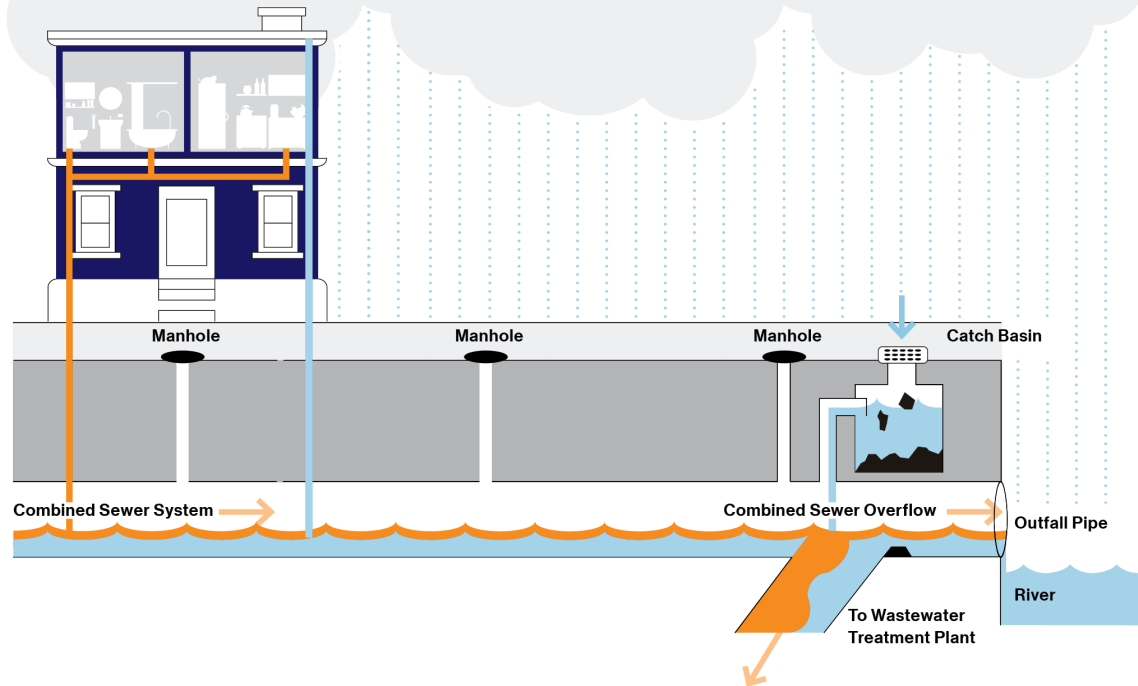 Manhole
Manhole
Manhole
Catch Basin
Combined Sewer System
Combined Sewer Overflow
Outfall Pipe
River
To Wastewater
Treatment Plant